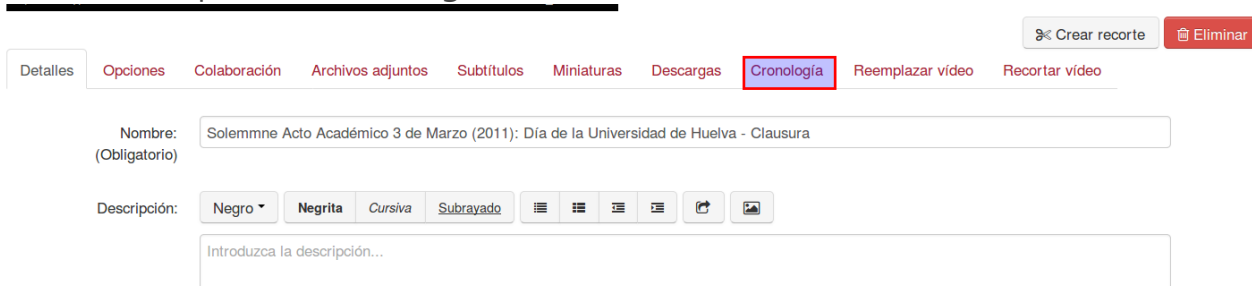 Crear recorte Eliminar
Detalles Opciones Colaboración Archivos adjuntos Subtítulos Miniaturas Descargas Cronología Reemplazar vídeo Recortar vídeo
Nombre: Solemmne Acto Académico 3 de Marzo (2011): Día de la Universidad de Huelva - Clausura
(Obligatorio)
Descripción: Negro Negrita Cursiva Subrayado
Introduzca la descripción...